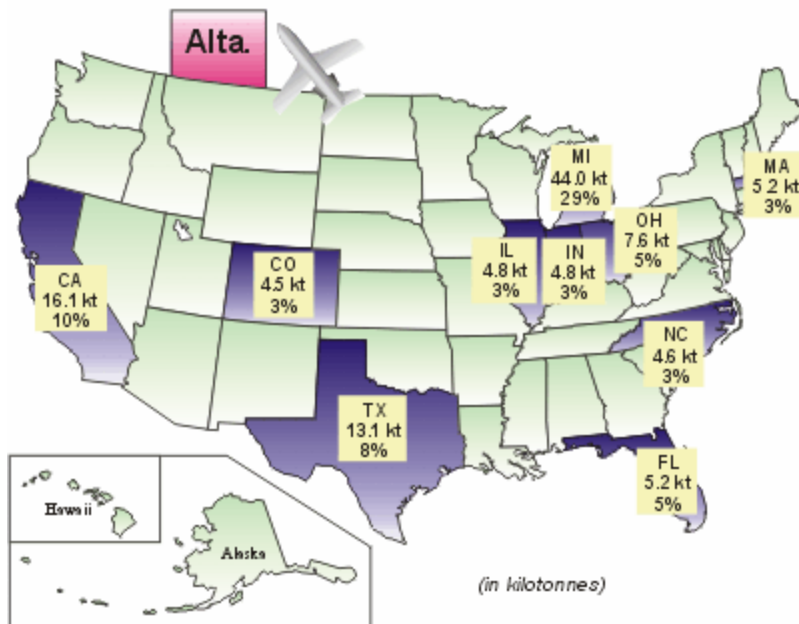 Alta.
MI
44.0 kt
29%
MA
5.2 kt
3%
OH
7.6 kt
5%
IL
4.8 kt
3%
IN
4.8 kt
3%
CO
4.5 kt
3%
CA
16.1 kt
10%
NC
4.6 kt
3%
TX
13.1 kt
8%
FL
5.2 kt
5%
Hawaii
Alaska
(in kilotonnes)